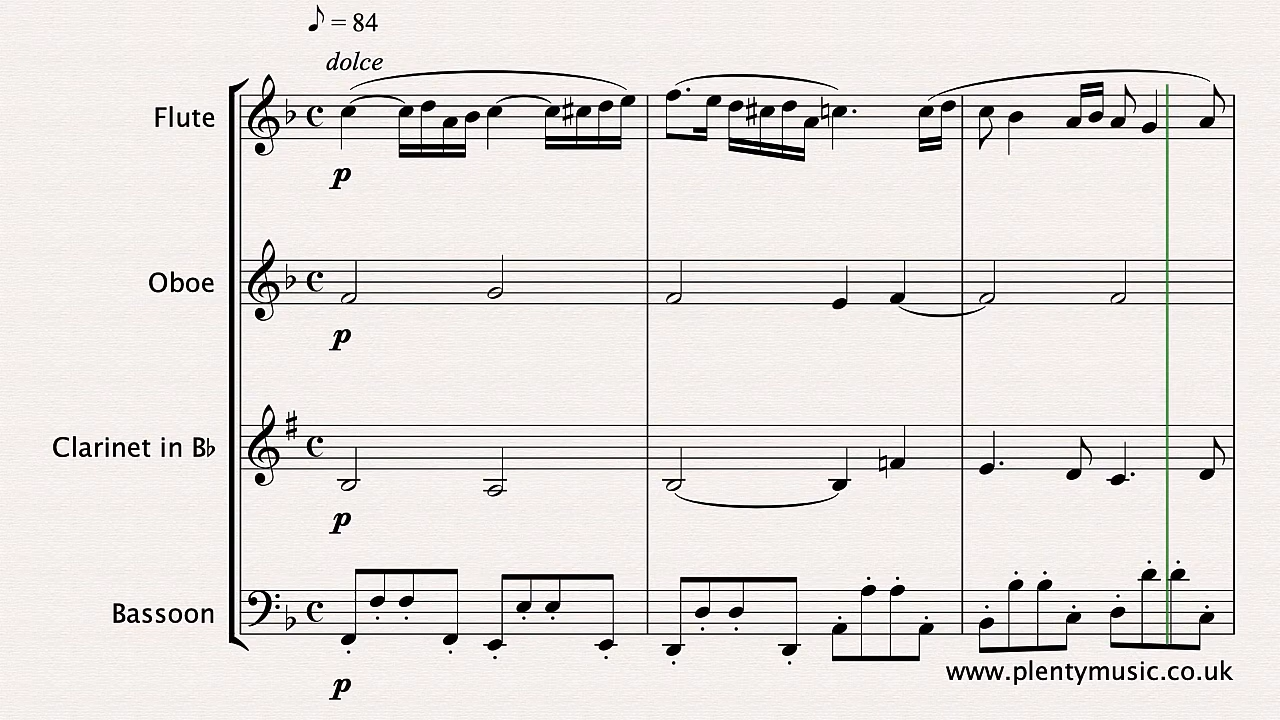 ♪ = 84
dolce
Flute
p
Oboe
p
Clarinet in B♭
p
Bassoon
p
www.plentymusic.co.uk